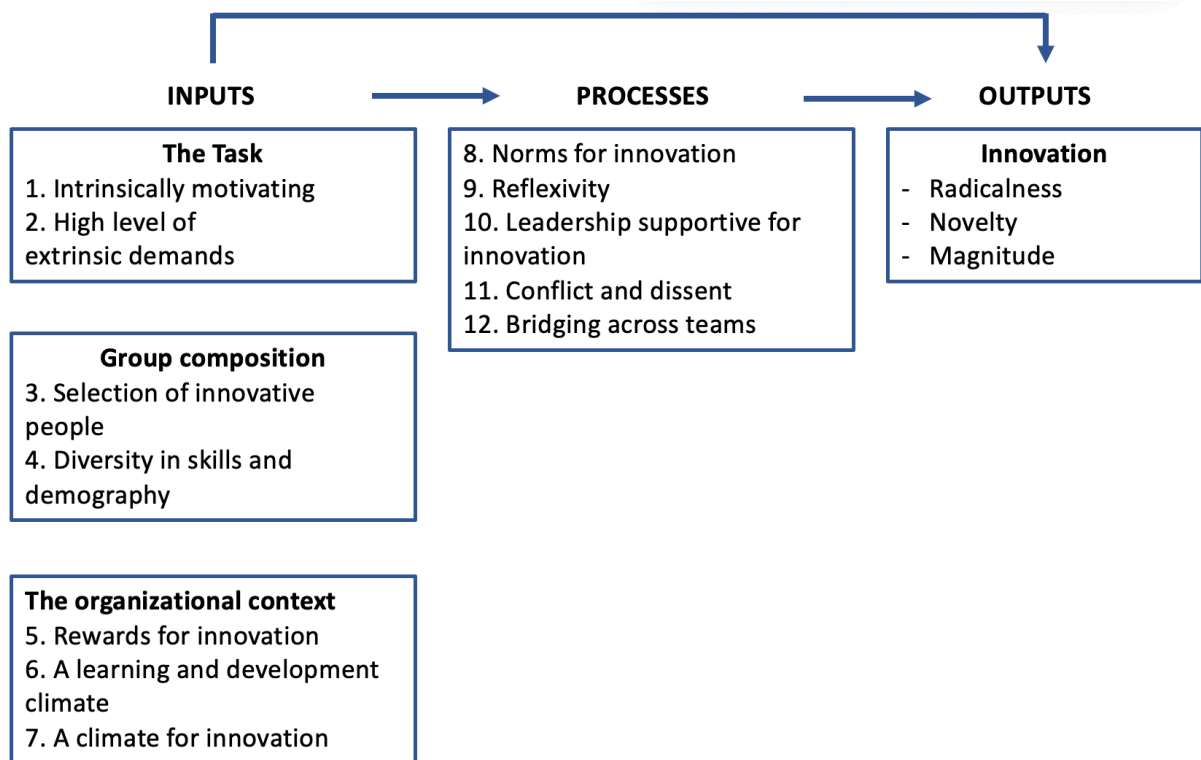 INPUTS
PROCESSES
OUTPUTS
The Task
1. Intrinsically motivating
2. High level of
extrinsic demands
Group composition
3. Selection of innovative
people
4. Diversity in skills and
demography
The organizational context
5. Rewards for innovation
6. A learning and development
climate
7. A climate for innovation
8. Norms for innovation
9. Reflexivity
10. Leadership supportive for
innovation
11. Conflict and dissent
12. Bridging across teams
Innovation
- Radicalness
- Novelty
- Magnitude